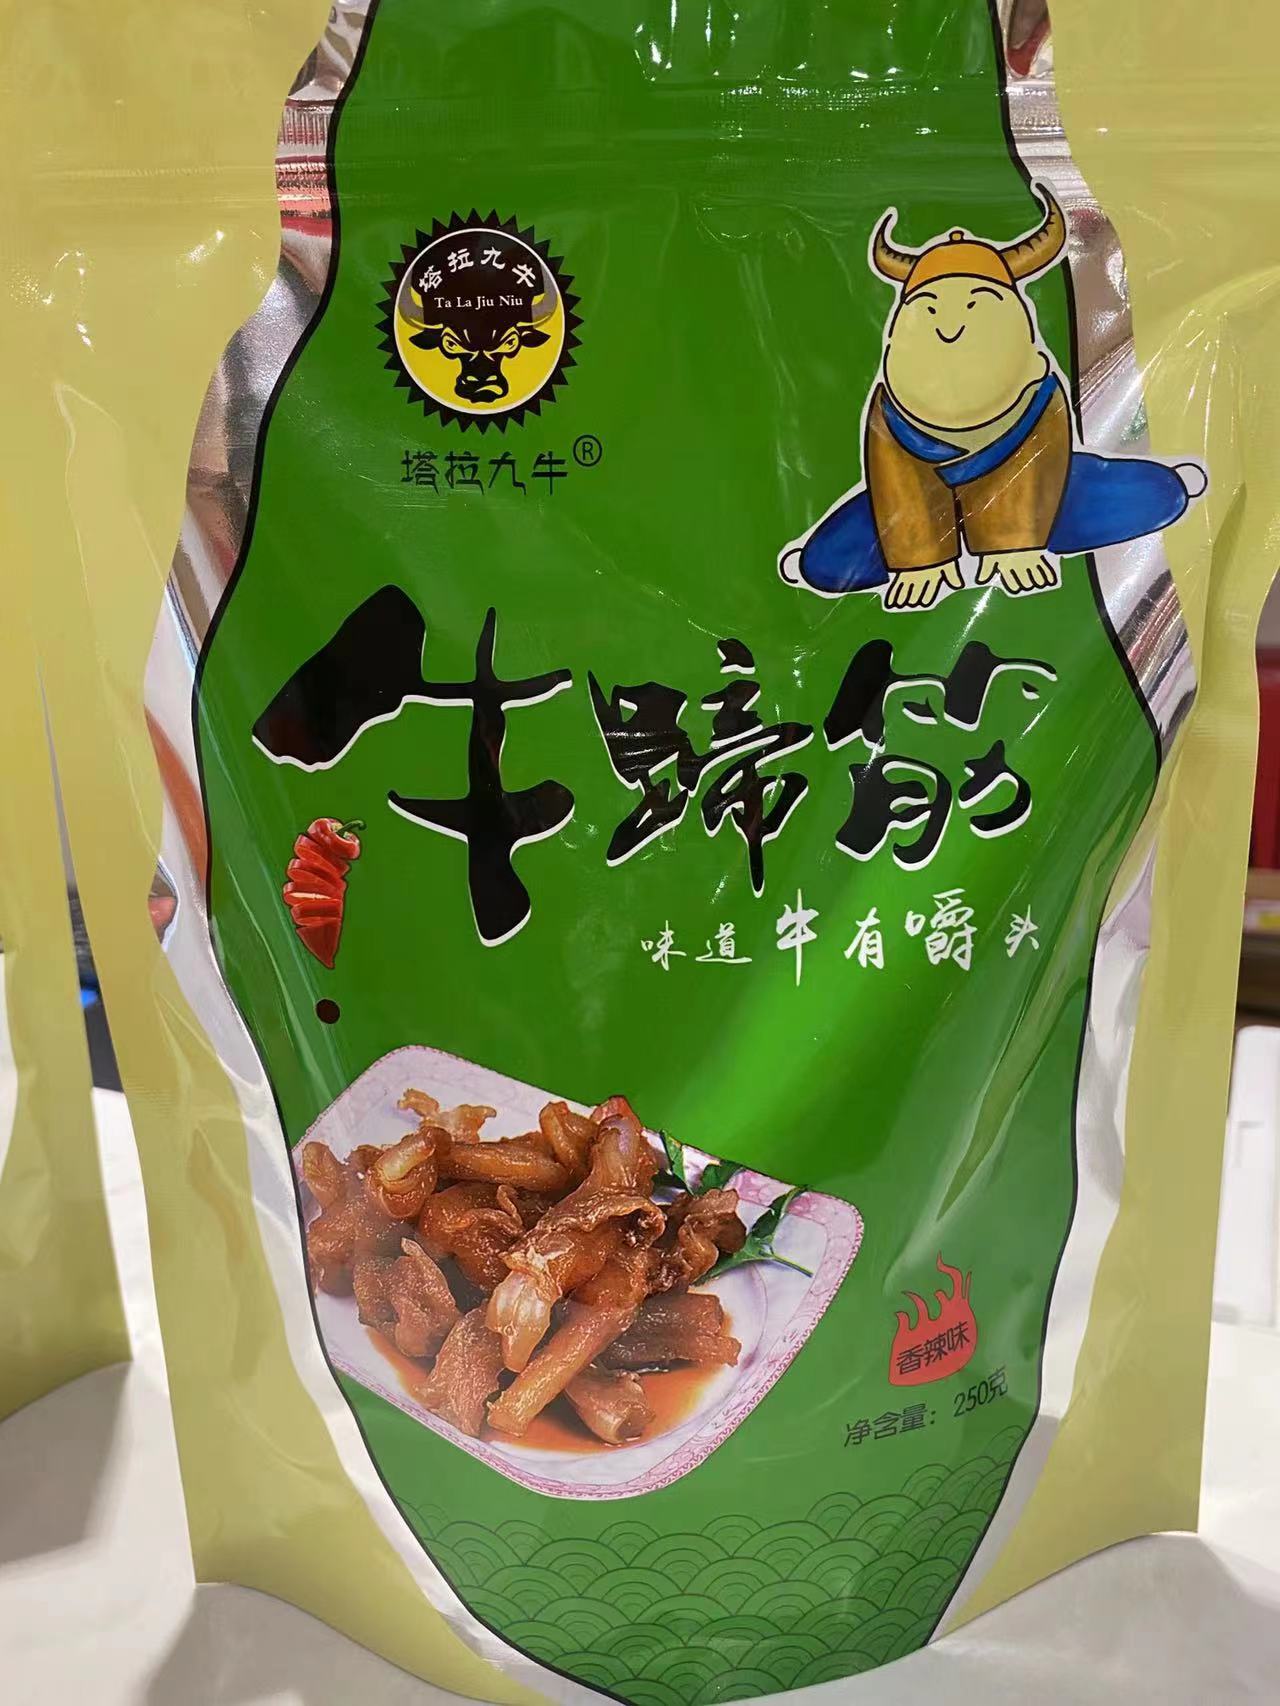 塔拉九牛
Ta La Jiu Niu
塔拉九牛®
牛蹄筋
味道牛有嚼头
香辣味
净含量：250克